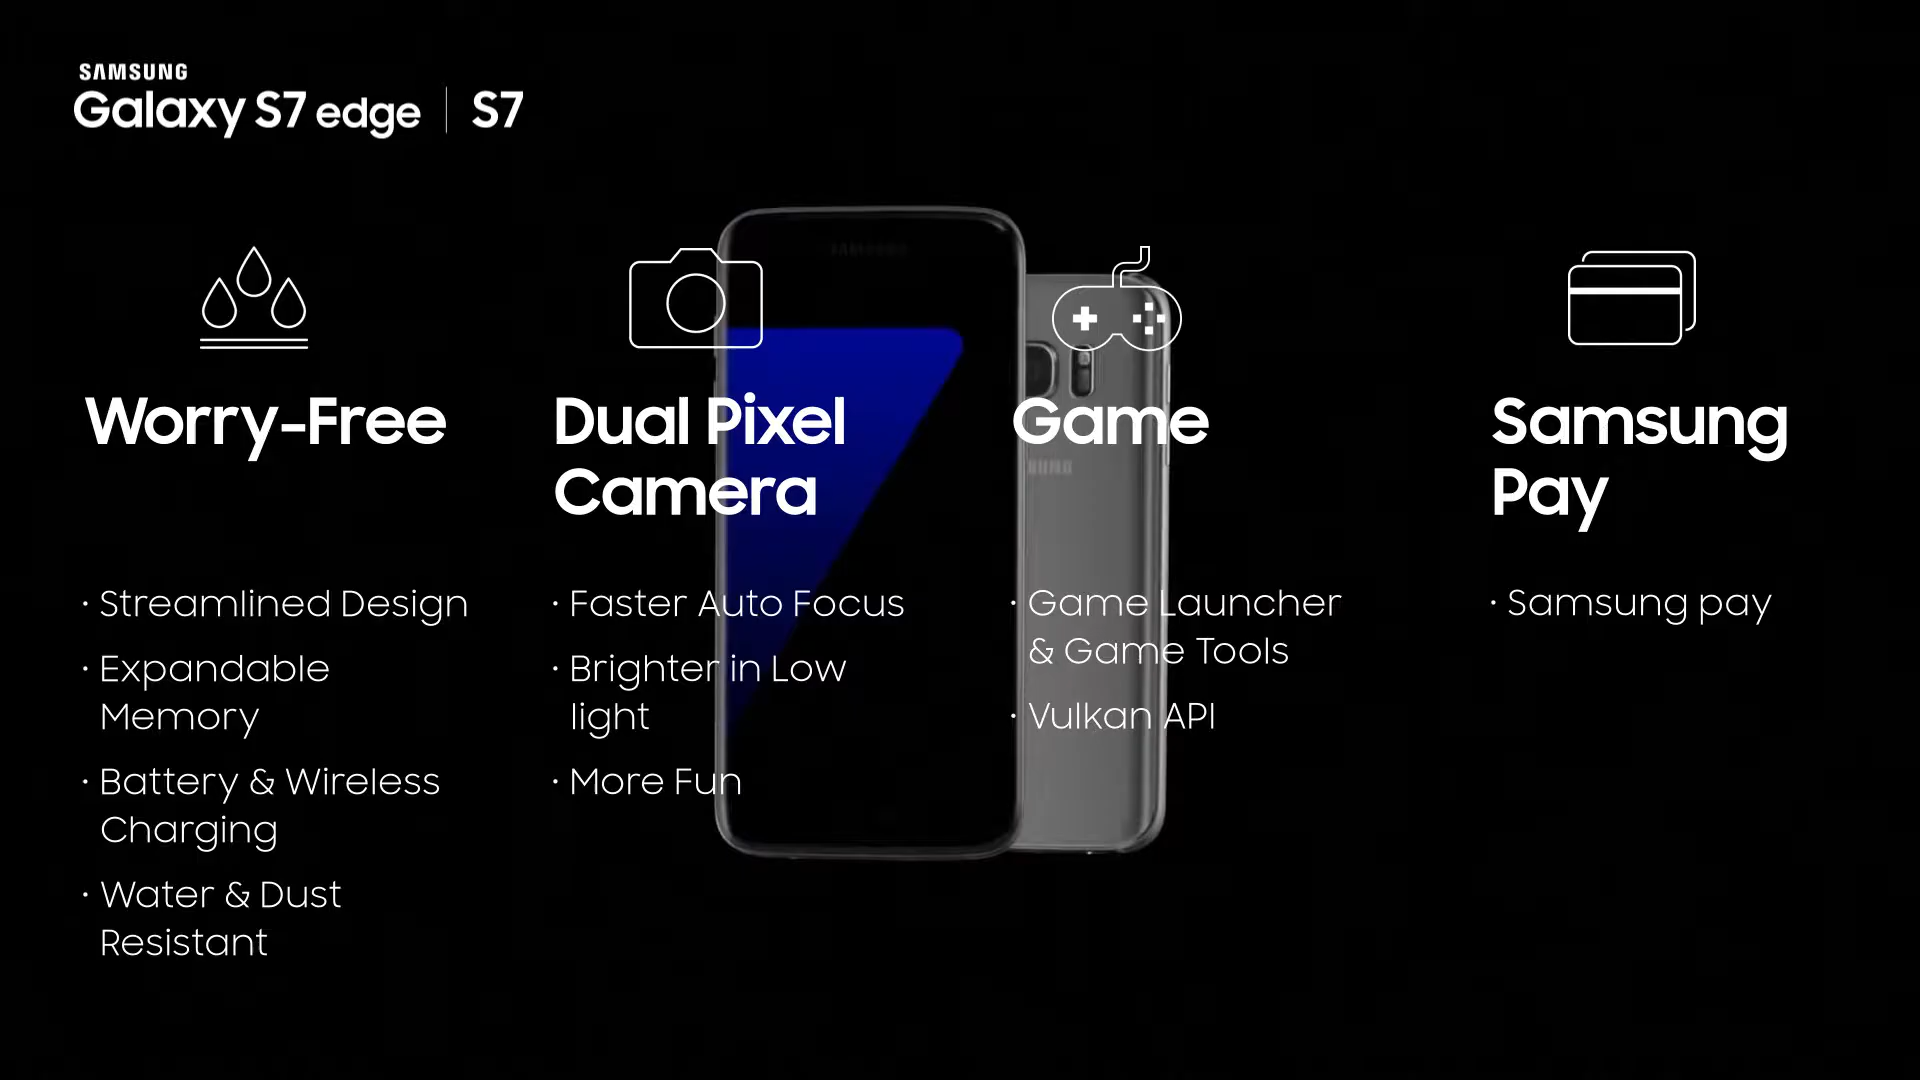 SAMSUNG
Galaxy S7 edge | S7
Worry-Free
· Streamlined Design
· Expandable
Memory
· Battery & Wireless
Charging
· Water & Dust
Resistant
Dual Pixel
Camera
· Faster Auto Focus
· Brighter in Low
light
· More Fun
Game
· Game Launcher
& Game Tools
· Vulkan API
Samsung
Pay
· Samsung pay
SAMSUNG